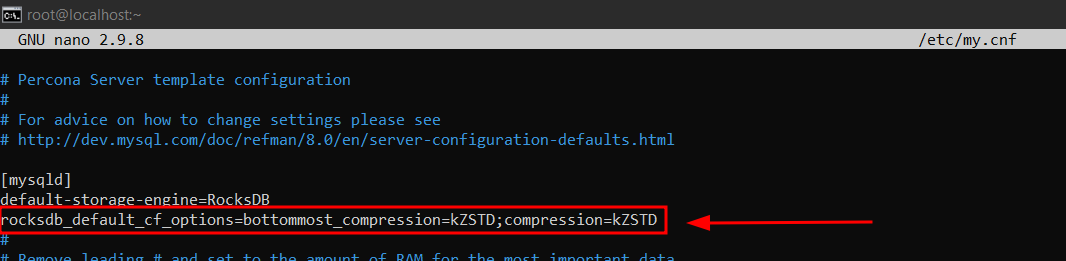 root@localhost:~
GNU nano 2.9.8 /etc/my.cnf
# Percona Server template configuration
#
# For advice on how to change settings please see
# http://dev.mysql.com/doc/refman/8.0/en/server-configuration-defaults.html
[mysqld]
default-storage-engine=RocksDB
rocksdb_default_cf_options=bottommost_compression=kZSTD;compression=kZSTD
#
# Remove leading # and set to the amount of RAM for the most important data